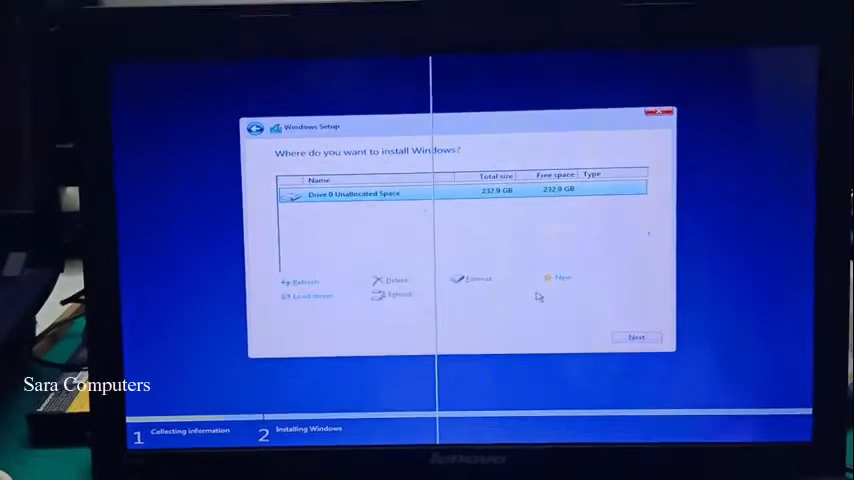 Windows Setup
Where do you want to install Windows?
Name Total size Free space Type
Drive 0 Unallocated Space 232.9 GB 232.9 GB
Refresh Delete Format New
Load driver Extend
Next
Sara Computers
1 Collecting information 2 Installing Windows
lenovo